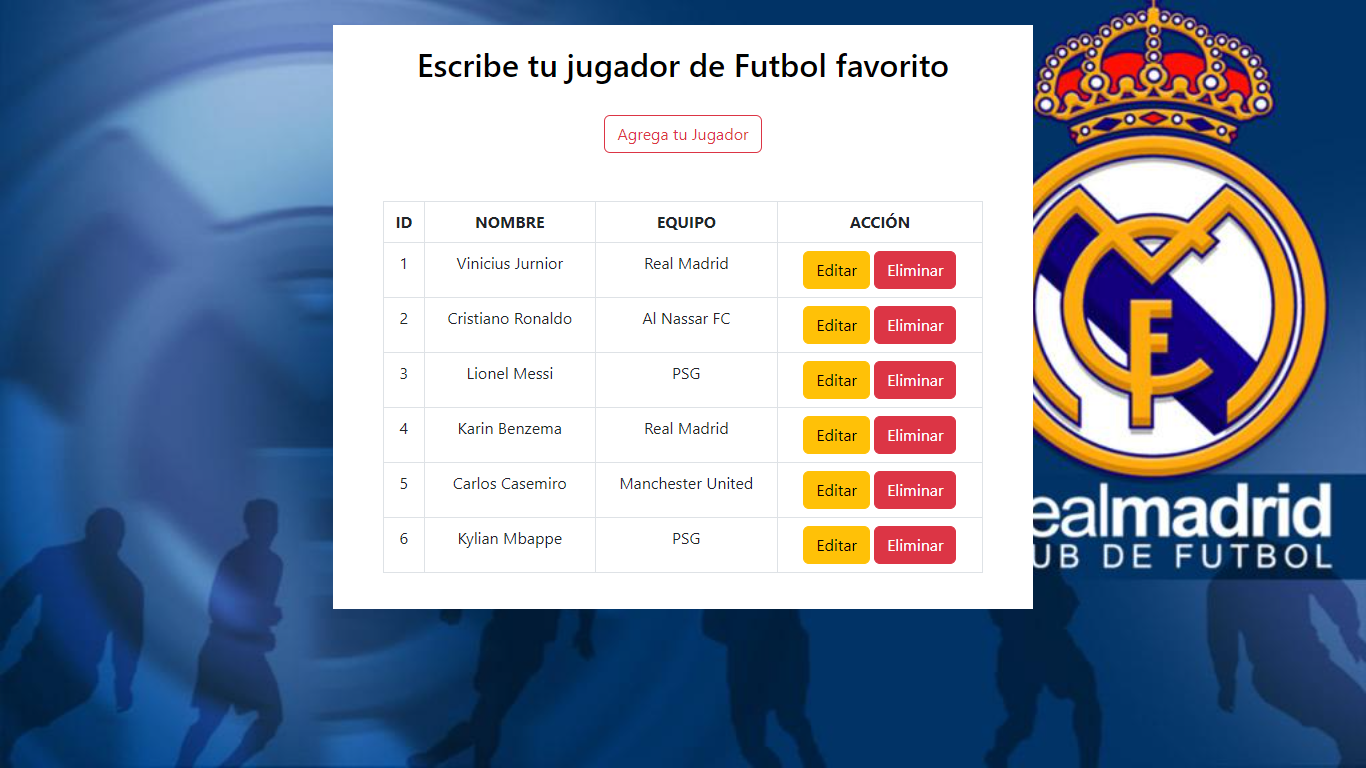 Escribe tu jugador de Futbol favorito
Agrega tu Jugador
ID NOMBRE EQUIPO ACCIÓN
1 Vinicius Jurnior Real Madrid Editar Eliminar
2 Cristiano Ronaldo Al Nassar FC Editar Eliminar
3 Lionel Messi PSG Editar Eliminar
4 Karin Benzema Real Madrid Editar Eliminar
5 Carlos Casemiro Manchester United Editar Eliminar
6 Kylian Mbappe PSG Editar Eliminar
ealmadrid
UB DE FUTBOL